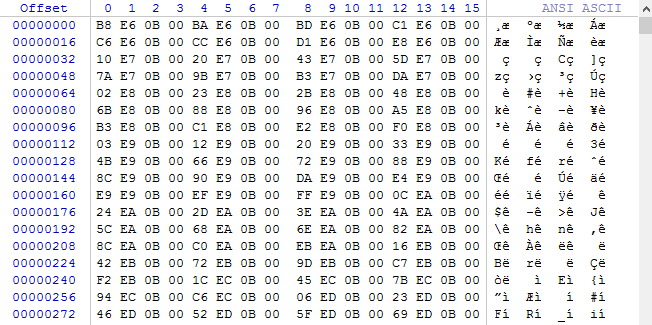 Offset 0 1 2 3 4 5 6 7 8 9 10 11 12 13 14 15 ANSI ASCII
00000000 B8 E6 0B 00 BA E6 0B 00 BD E6 0B 00 C1 E6 0B 00 ¸æ ºæ ½æ Áæ
00000016 C6 E6 0B 00 CC E6 0B 00 D1 E6 0B 00 E8 E6 0B 00 Ææ Ìæ Ñæ èæ
00000032 10 E7 0B 00 20 E7 0B 00 43 E7 0B 00 5D E7 0B 00 ç ç Cç ]ç
00000048 7A E7 0B 00 9B E7 0B 00 B3 E7 0B 00 DA E7 0B 00 zç ›ç ³ç Úç
00000064 02 E8 0B 00 23 E8 0B 00 2B E8 0B 00 48 E8 0B 00 è #è +è Hè
00000080 6B E8 0B 00 88 E8 0B 00 96 E8 0B 00 A5 E8 0B 00 kè ˆè –è ¥è
00000096 B3 E8 0B 00 C1 E8 0B 00 E2 E8 0B 00 F0 E8 0B 00 ³è Áè âè ðè
00000112 03 E9 0B 00 12 E9 0B 00 20 E9 0B 00 33 E9 0B 00 é é é 3é
00000128 4B E9 0B 00 66 E9 0B 00 72 E9 0B 00 88 E9 0B 00 Ké fé ré ˆé
00000144 8C E9 0B 00 90 E9 0B 00 DA E9 0B 00 E4 E9 0B 00 Œé é Úé äé
00000160 E9 E9 0B 00 EF E9 0B 00 FF E9 0B 00 0C EA 0B 00 éé ïé ÿé ê
00000176 24 EA 0B 00 2D EA 0B 00 3E EA 0B 00 4A EA 0B 00 $ê -ê >ê Jê
00000192 5C EA 0B 00 68 EA 0B 00 6E EA 0B 00 82 EA 0B 00 \ê hê nê ‚ê
00000208 8C EA 0B 00 C0 EA 0B 00 EB EA 0B 00 16 EB 0B 00 Œê Àê ëê ë
00000224 42 EB 0B 00 72 EB 0B 00 9D EB 0B 00 C7 EB 0B 00 Bë rë ë Çë
00000240 F2 EB 0B 00 1C EC 0B 00 45 EC 0B 00 7B EC 0B 00 òë ì Eì {ì
00000256 94 EC 0B 00 C6 EC 0B 00 06 ED 0B 00 23 ED 0B 00 ”ì Æì í #í
00000272 46 ED 0B 00 52 ED 0B 00 5F ED 0B 00 69 ED 0B 00 Fí Rí _í ií